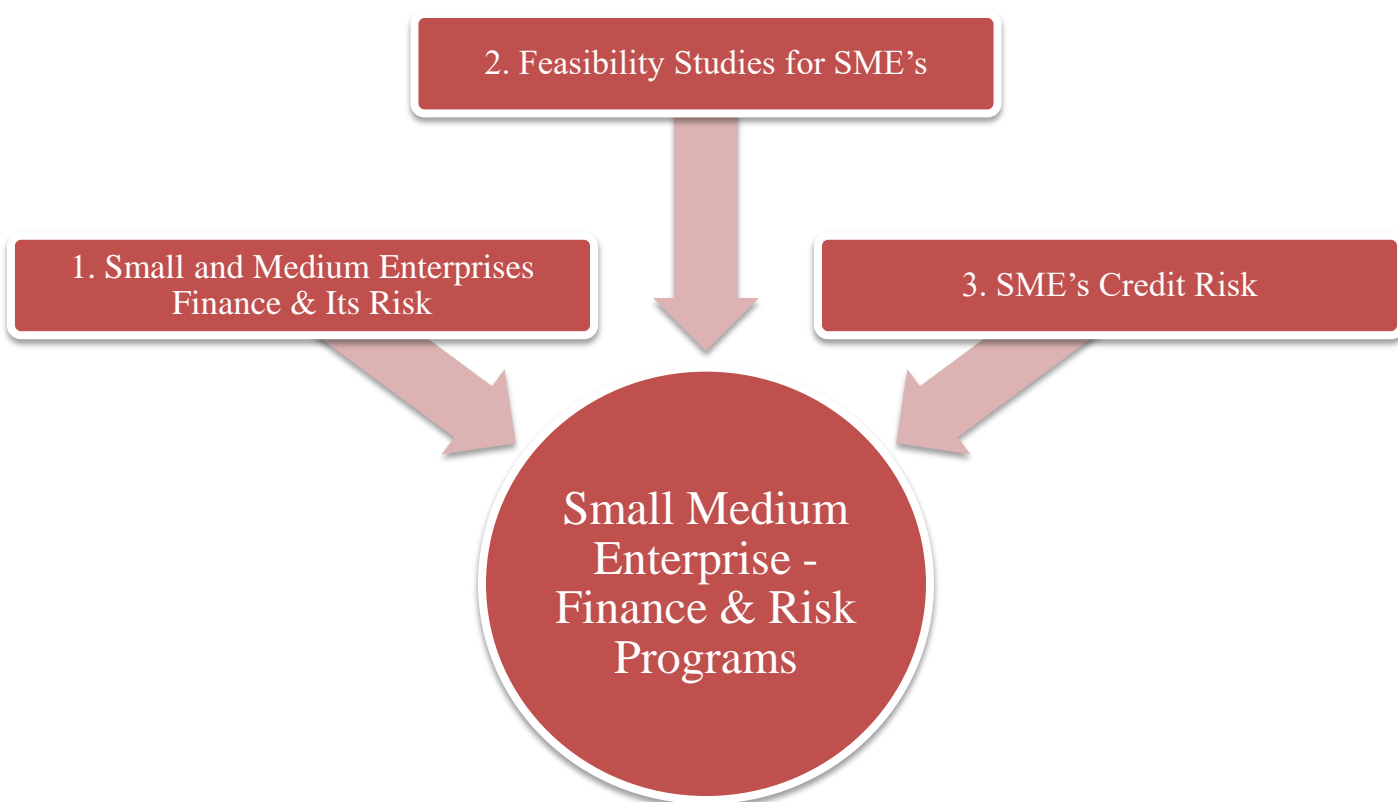 2. Feasibility Studies for SME’s
1. Small and Medium Enterprises
Finance & Its Risk
3. SME’s Credit Risk
Small Medium
Enterprise -
Finance & Risk
Programs